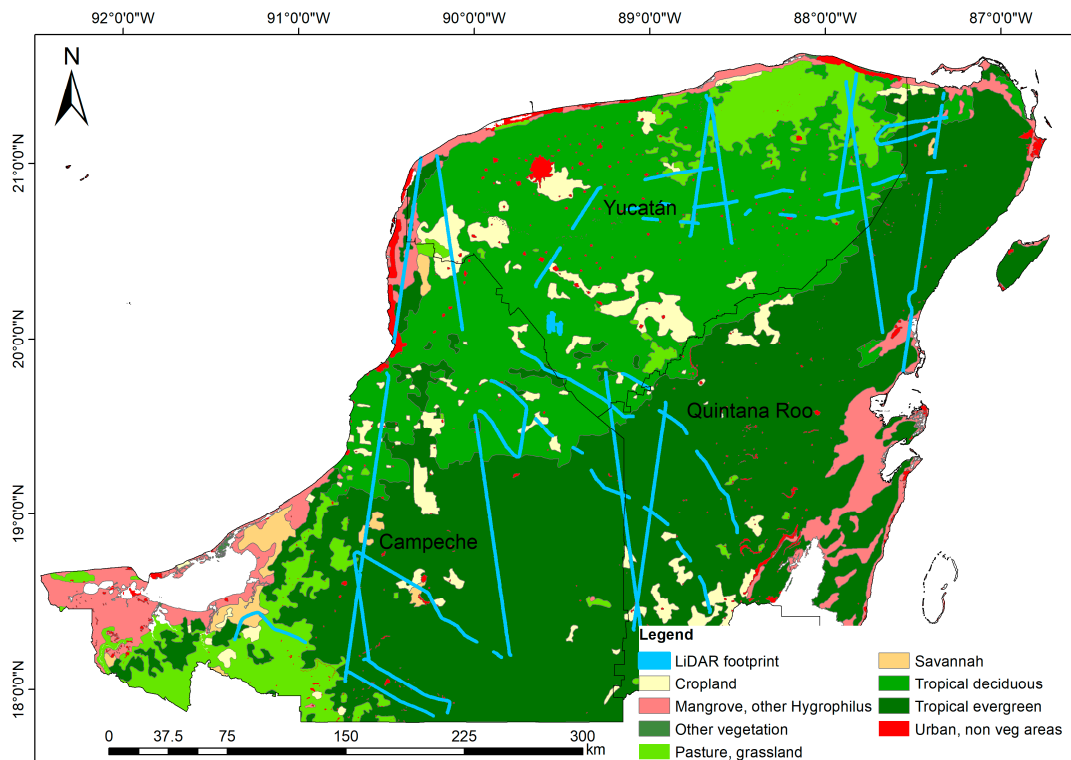 92°0'0"W 91°0'0"W 90°0'0"W 89°0'0"W 88°0'0"W 87°0'0"W
N
21°0'0"N
20°0'0"N
19°0'0"N
18°0'0"N
Yucatán
Quintana Roo
Campeche
Legend
LiDAR footprint
Cropland
Mangrove, other Hygrophilus
Other vegetation
Pasture, grassland
Savannah
Tropical deciduous
Tropical evergreen
Urban, non veg areas
0 37.5 75 150 225 300
km